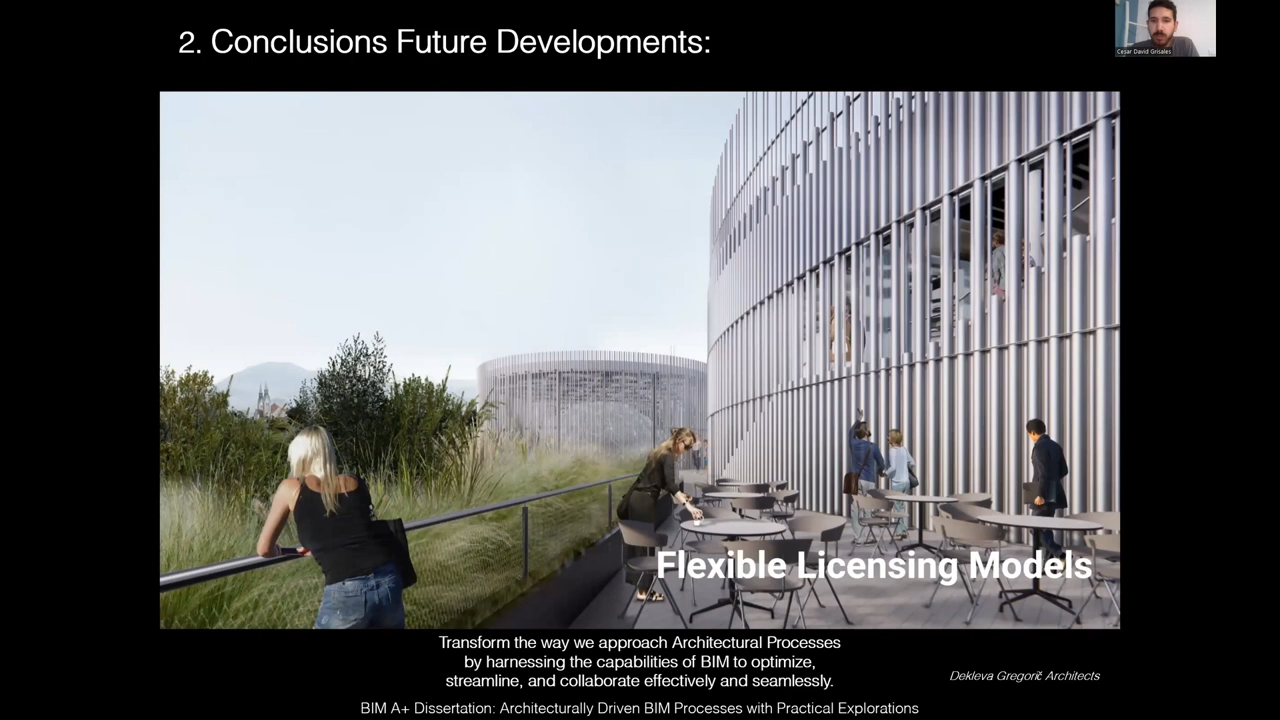 2. Conclusions Future Developments:
Cesar David Grisales
Flexible Licensing Models
Transform the way we approach Architectural Processes
by harnessing the capabilities of BIM to optimize,
streamline, and collaborate effectively and seamlessly.
Dekleva Gregorič Architects
BIM A+ Dissertation: Architecturally Driven BIM Processes with Practical Explorations